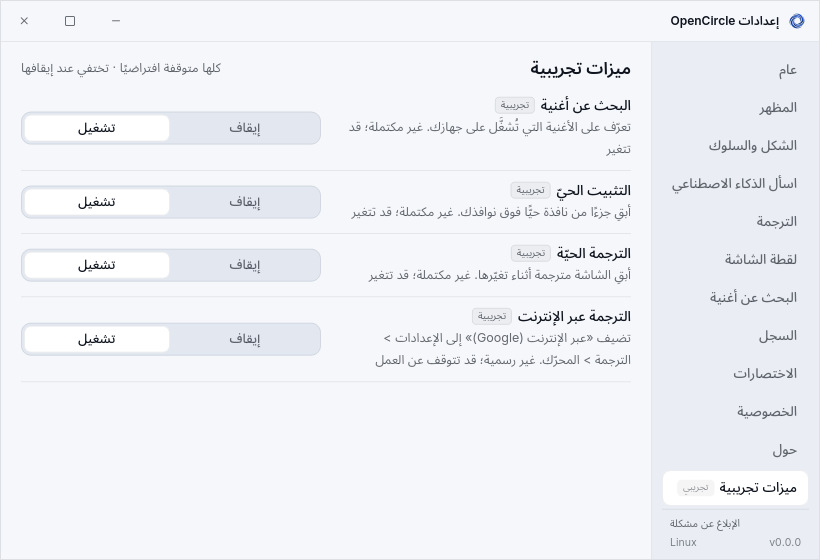 إعدادات OpenCircle
عام
المظهر
الشكل والسلوك
اسأل الذكاء الاصطناعي
الترجمة
لقطة الشاشة
البحث عن أغنية
السجل
الاختصارات
الخصوصية
حول
ميزات تجريبية تجريبي
الإبلاغ عن مشكلة
v0.0.0 Linux
ميزات تجريبية
كلها متوقفة افتراضيًا · تختفي عند إيقافها
البحث عن أغنية تجريبية
تعرّف على الأغنية التي تُشغَّل على جهازك. غير مكتملة؛ قد
تتغير
إيقاف تشغيل
التثبيت الحيّ تجريبية
أبقِ جزءًا من نافذة حيًّا فوق نوافذك. غير مكتملة؛ قد تتغير
إيقاف تشغيل
الترجمة الحيّة تجريبية
أبقِ الشاشة مترجمة أثناء تغيّرها. غير مكتملة؛ قد تتغير
إيقاف تشغيل
الترجمة عبر الإنترنت تجريبية
تضيف «عبر الإنترنت (Google)» إلى الإعدادات >
الترجمة > المحرّك. غير رسمية؛ قد تتوقف عن العمل
إيقاف تشغيل